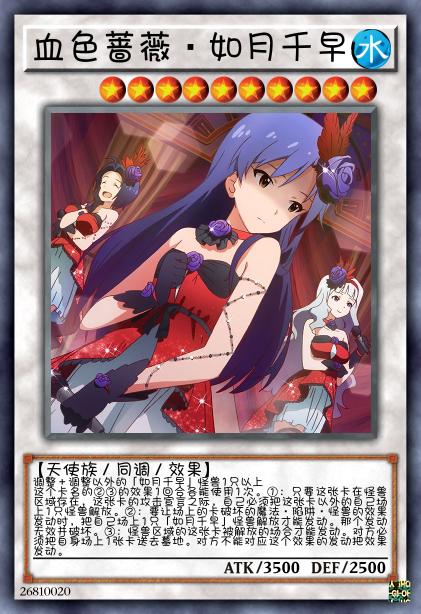 血色蔷薇·如月千早
水
【天使族/同调/效果】
调整＋调整以外的「如月千早」怪兽1只以上
这个卡名的②③的效果1回合各能使用1次。①：只要这张卡在怪兽
区域存在，这张卡的攻击宣言之际，自己必须把这张卡以外的自己场
上1只怪兽解放。②：要让场上的卡破坏的魔法·陷阱·怪兽的效果
发动时，把自己场上1只「如月千早」怪兽解放才能发动。那个发动
无效并破坏。③：怪兽区域的这张卡被解放的场合才能发动。对方必
须把自身场上1张卡送去墓地。对方不能对应这个效果的发动把效果
发动。
ATK/3500 DEF/2500
26810020